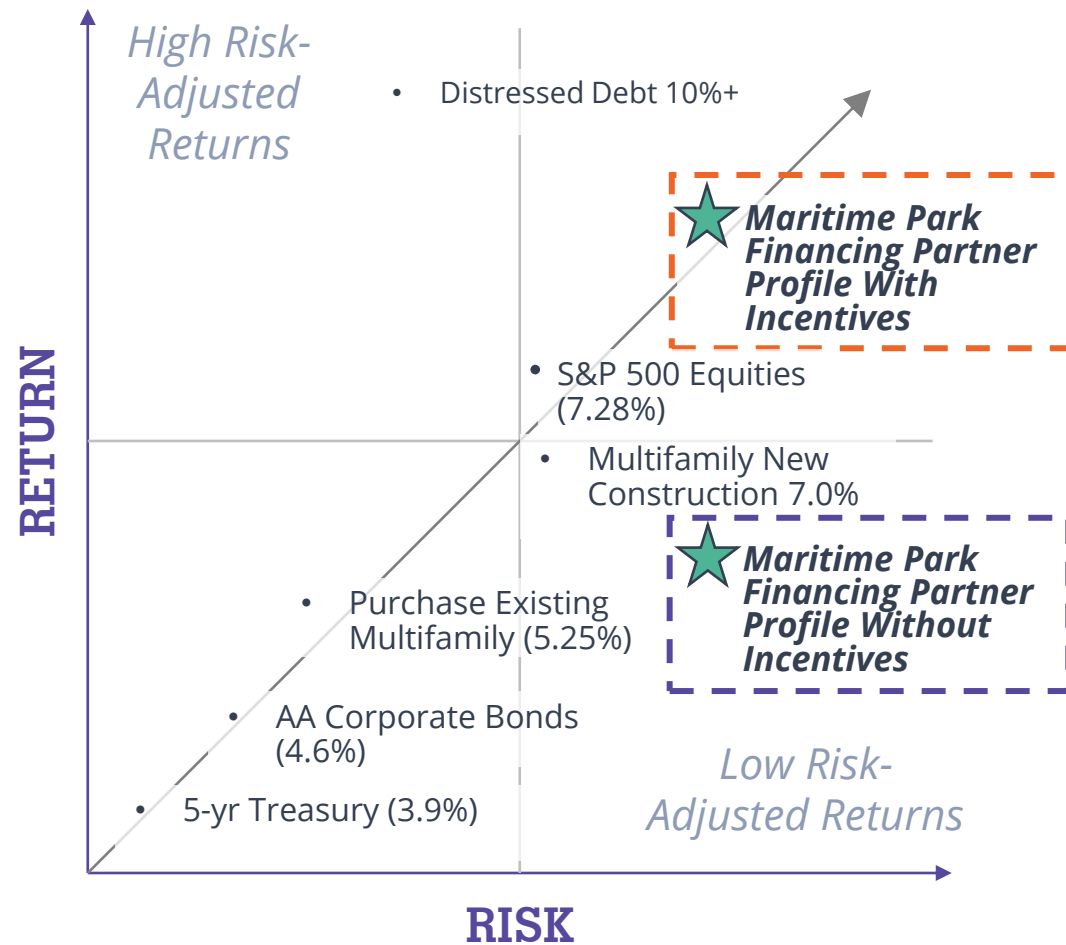 High Risk-
Adjusted
Returns
Distressed Debt 10%+
Maritime Park
Financing Partner
Profile With
Incentives
S&P 500 Equities
(7.28%)
RETURN
Multifamily New
Construction 7.0%
Maritime Park
Financing Partner
Profile Without
Incentives
Purchase Existing
Multifamily (5.25%)
AA Corporate Bonds
(4.6%)
Low Risk-
Adjusted Returns
5-yr Treasury (3.9%)
RISK